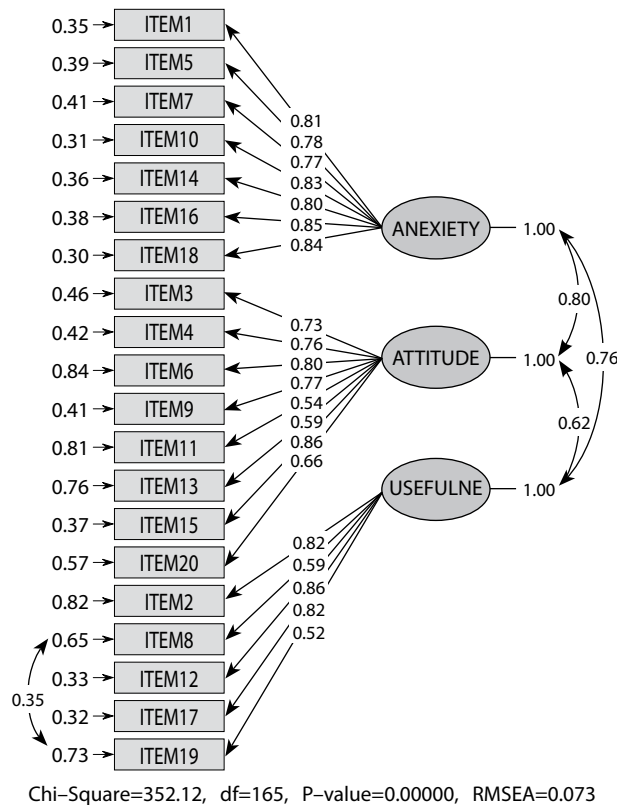 0.35 ITEM1
0.39 ITEM5
0.41 ITEM7
0.31 ITEM10
0.36 ITEM14
0.38 ITEM16
0.30 ITEM18
0.46 ITEM3
0.42 ITEM4
0.84 ITEM6
0.41 ITEM9
0.81 ITEM11
0.76 ITEM13
0.37 ITEM15
0.57 ITEM20
0.82 ITEM2
0.65 ITEM8
0.33 ITEM12
0.32 ITEM17
0.73 ITEM19
0.35
0.81
0.78
0.77
0.83
0.80
0.85
0.84
0.73
0.76
0.80
0.77
0.54
0.59
0.86
0.66
0.82
0.59
0.86
0.82
0.52
ANEXIETY 1.00
ATTITUDE 1.00
USEFULNE 1.00
0.80
0.76
0.62
Chi–Square=352.12, df=165, P–value=0.00000, RMSEA=0.073